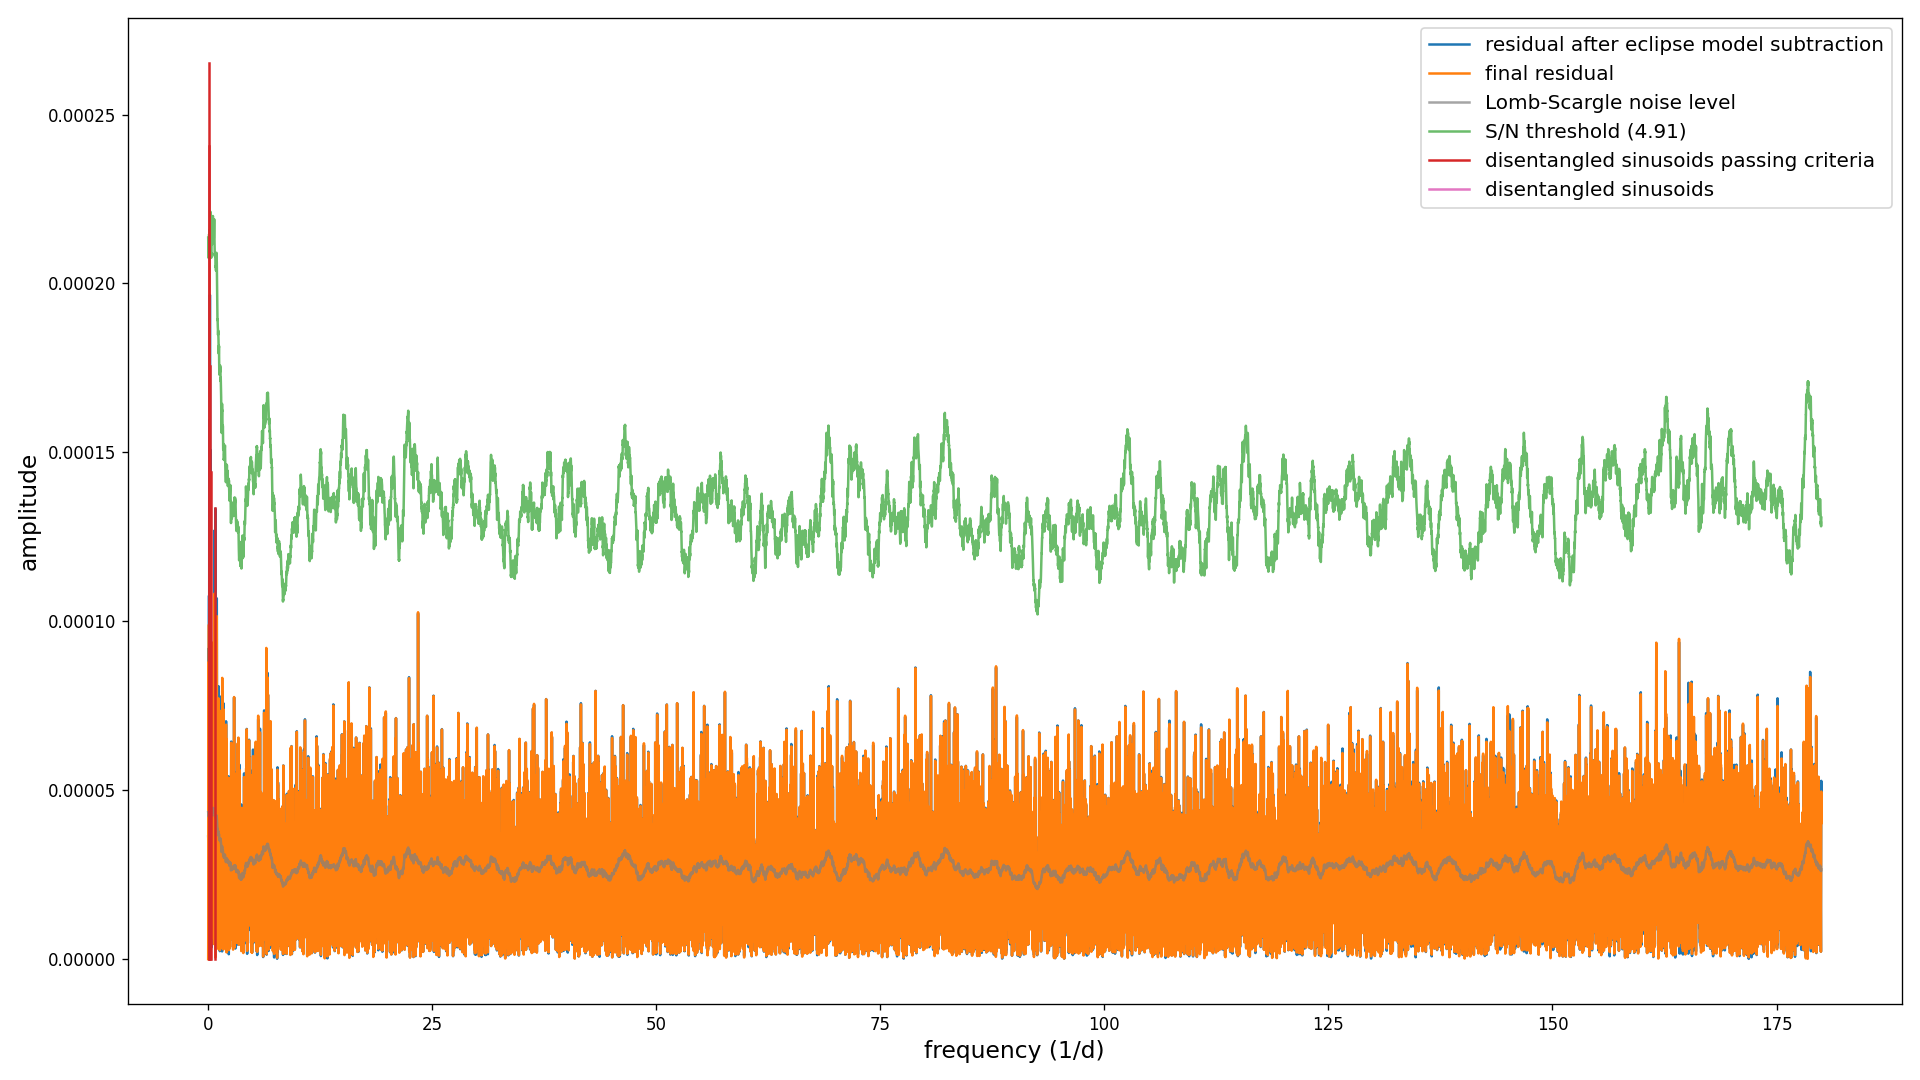 residual after eclipse model subtraction
final residual
Lomb-Scargle noise level
S/N threshold (4.91)
disentangled sinusoids passing criteria
disentangled sinusoids
amplitude
0.00025
0.00020
0.00015
0.00010
0.00005
0.00000
0 25 50 75 100 125 150 175
frequency (1/d)